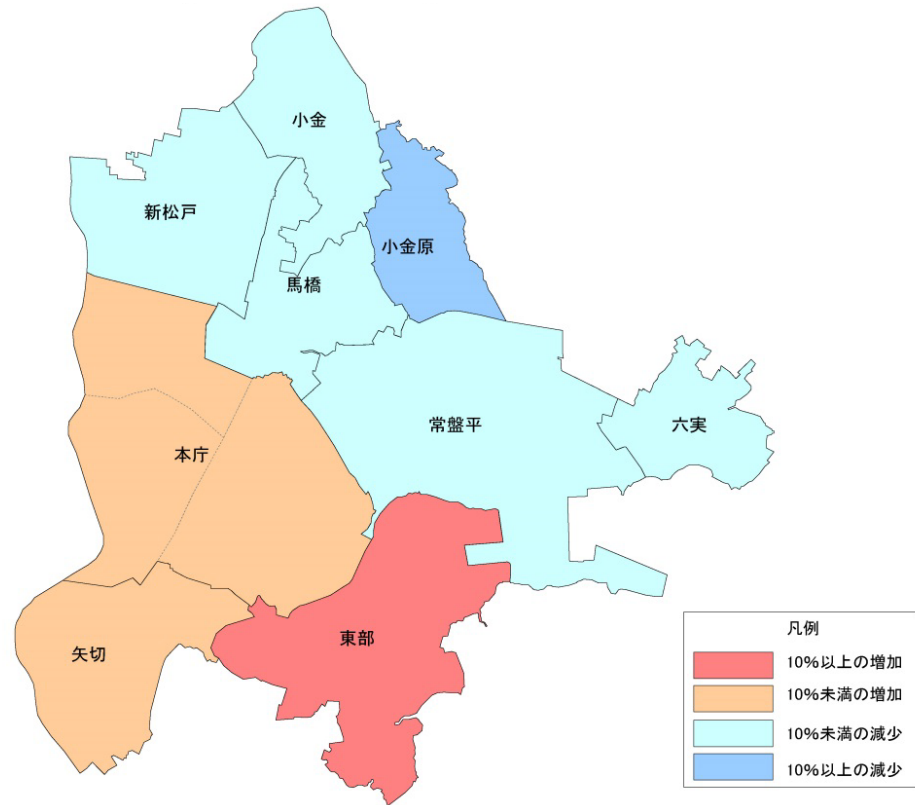 小金
新松戸
小金原
馬橋
常盤平
六実
本庁
東部
矢切
凡例
10%以上の増加
10%未満の増加
10%未満の減少
10%以上の減少